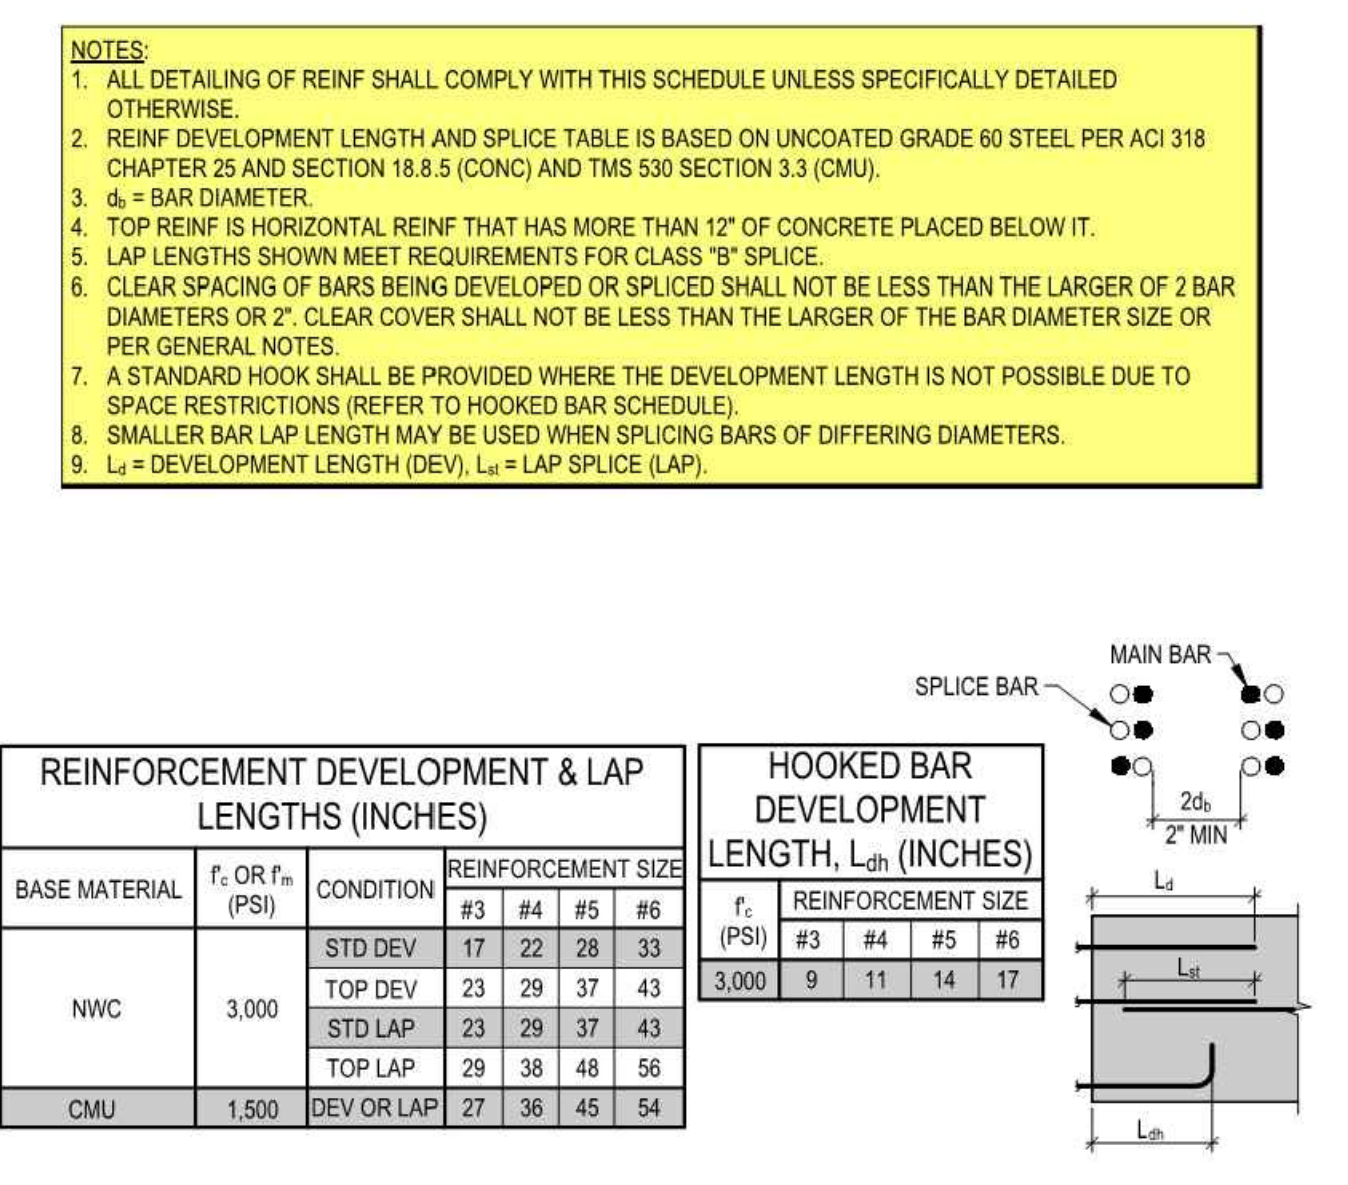 NOTES:
1. ALL DETAILING OF REINF SHALL COMPLY WITH THIS SCHEDULE UNLESS SPECIFICALLY DETAILED
OTHERWISE.
2. REINF DEVELOPMENT LENGTH AND SPLICE TABLE IS BASED ON UNCOATED GRADE 60 STEEL PER ACI 318
CHAPTER 25 AND SECTION 18.8.5 (CONC) AND TMS 530 SECTION 3.3 (CMU).
3. db = BAR DIAMETER.
4. TOP REINF IS HORIZONTAL REINF THAT HAS MORE THAN 12" OF CONCRETE PLACED BELOW IT.
5. LAP LENGTHS SHOWN MEET REQUIREMENTS FOR CLASS "B" SPLICE.
6. CLEAR SPACING OF BARS BEING DEVELOPED OR SPLICED SHALL NOT BE LESS THAN THE LARGER OF 2 BAR
DIAMETERS OR 2". CLEAR COVER SHALL NOT BE LESS THAN THE LARGER OF THE BAR DIAMETER SIZE OR
PER GENERAL NOTES.
7. A STANDARD HOOK SHALL BE PROVIDED WHERE THE DEVELOPMENT LENGTH IS NOT POSSIBLE DUE TO
SPACE RESTRICTIONS (REFER TO HOOKED BAR SCHEDULE).
8. SMALLER BAR LAP LENGTH MAY BE USED WHEN SPLICING BARS OF DIFFERING DIAMETERS.
9. Ld = DEVELOPMENT LENGTH (DEV), Lst = LAP SPLICE (LAP).
REINFORCEMENT DEVELOPMENT & LAP
LENGTHS (INCHES)
BASE MATERIAL
f'c OR f'm
(PSI)
CONDITION
REINFORCEMENT SIZE
#3 #4 #5 #6
NWC
3,000
STD DEV 17 22 28 33
TOP DEV 23 29 37 43
STD LAP 23 29 37 43
TOP LAP 29 38 48 56
CMU 1,500 DEV OR LAP 27 36 45 54
HOOKED BAR
DEVELOPMENT
LENGTH, Ldh (INCHES)
f'c
(PSI)
REINFORCEMENT SIZE
#3 #4 #5 #6
3,000 9 11 14 17
MAIN BAR
SPLICE BAR
2db
2" MIN
Ld
Lst
Ldh